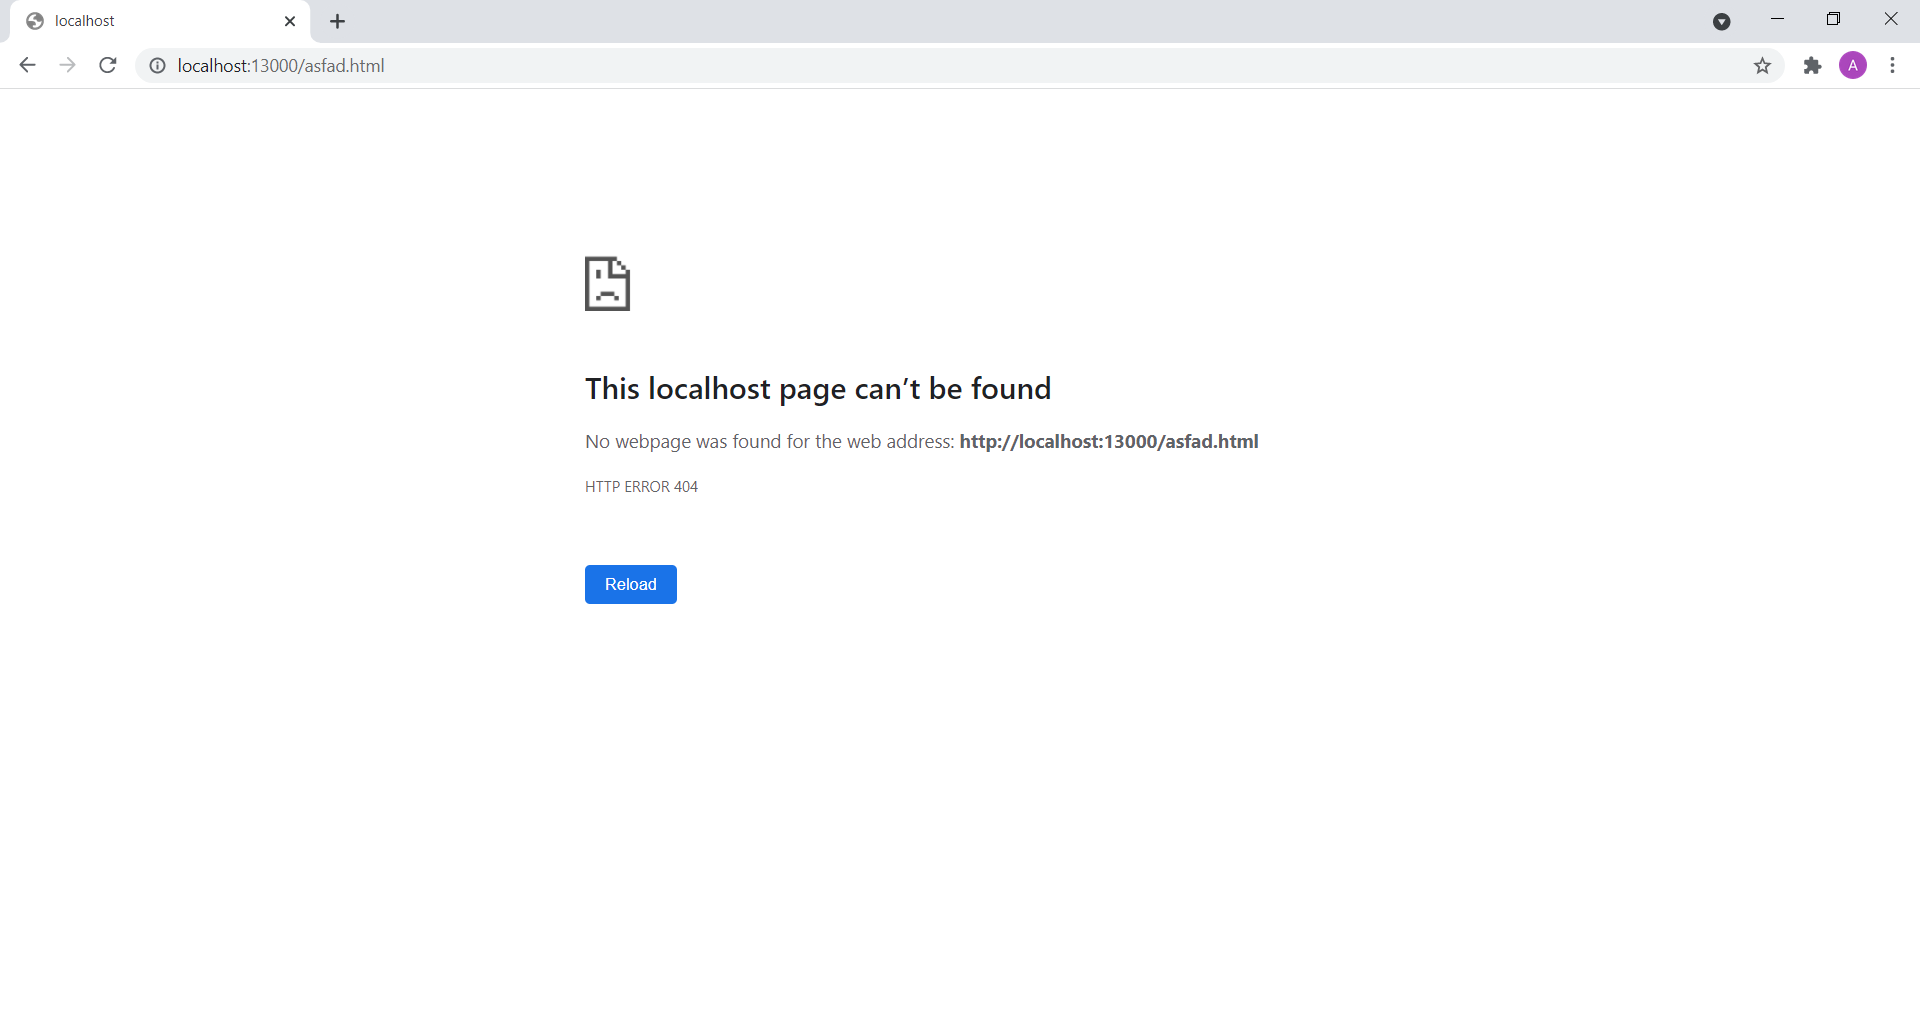 localhost
localhost:13000/asfad.html
A
This localhost page can’t be found
No webpage was found for the web address: http://localhost:13000/asfad.html
HTTP ERROR 404
Reload